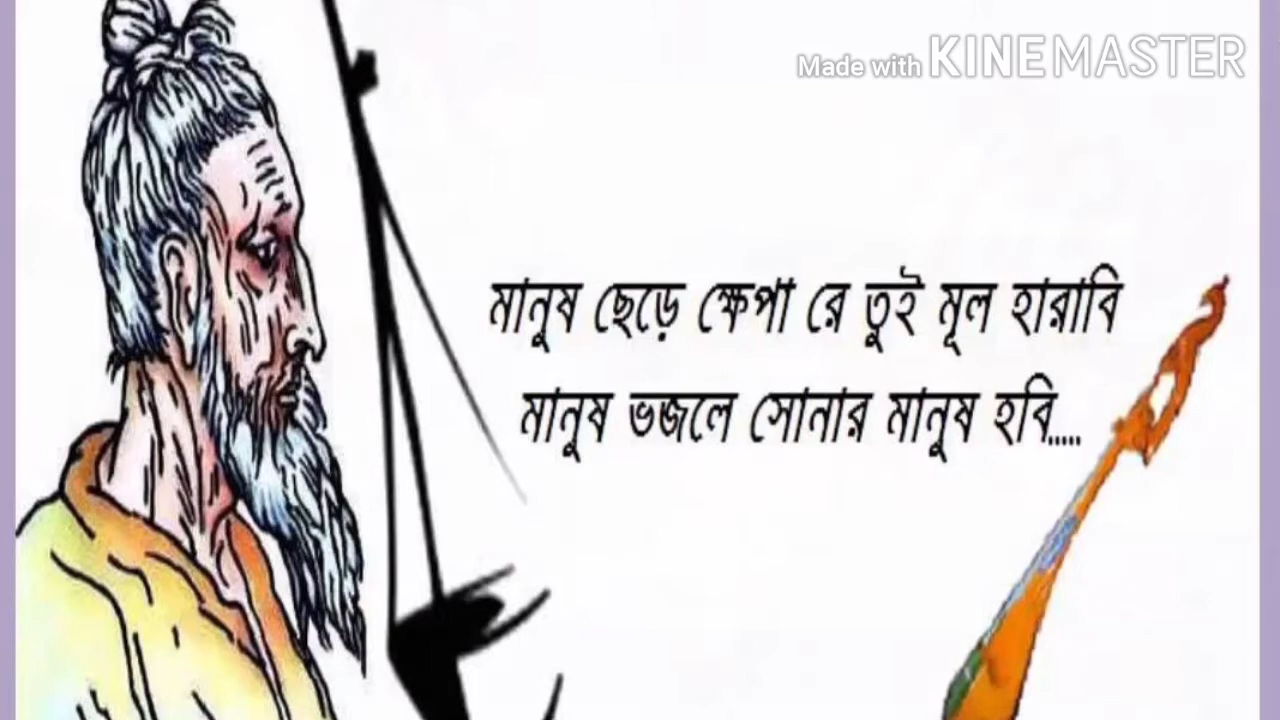 Made with KINEMASTER
মানুষ ছেড়ে ক্ষেপা রে তুই মূল হারাবি
মানুষ ভজলে সোনার মানুষ হবি.....